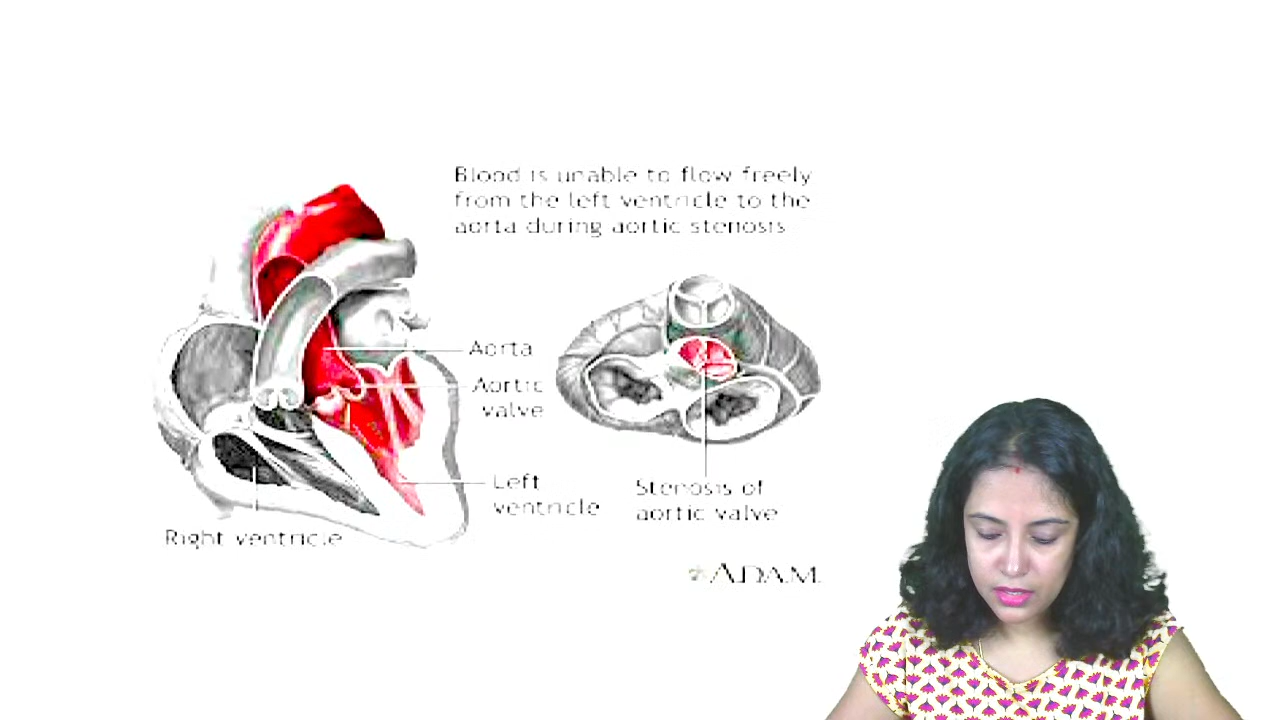 Blood is unable to flow freely
from the left ventricle to the
aorta during aortic stenosis
Aorta
Aortic
valve
Left
ventricle
Right ventricle
Stenosis of
aortic valve
A.D.A.M.